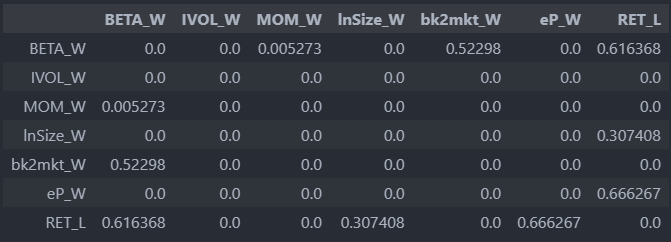 BETA_W IVOL_W MOM_W lnSize_W bk2mkt_W eP_W RET_L
BETA_W 0.0 0.0 0.005273 0.0 0.52298 0.0 0.616368
IVOL_W 0.0 0.0 0.0 0.0 0.0 0.0 0.0
MOM_W 0.005273 0.0 0.0 0.0 0.0 0.0 0.0
lnSize_W 0.0 0.0 0.0 0.0 0.0 0.0 0.307408
bk2mkt_W 0.52298 0.0 0.0 0.0 0.0 0.0 0.0
eP_W 0.0 0.0 0.0 0.0 0.0 0.0 0.666267
RET_L 0.616368 0.0 0.0 0.307408 0.0 0.666267 0.0